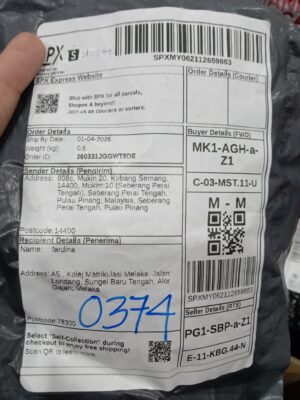 SPX S Shopee
SPXMY062112659863
SPX Express Website
Ship with SPX for all parcels,
Shopee & beyond!
Join us as couriers or sorters.
Order Details (Courier)
Order Details
Ship By Date: 01-04-2026
Weight (kg): 0.5
Order ID: 260331JGGWT5DE
Buyer Details (FWD)
MK1-AGH-a-
Z1
Sender Details (Pengirim)
Address: 808c, Mukin 20, Kubang Semang,
14400, Mukim 10 (Seberang Perai
Tengah), Seberang Perai Tengah,
Pulau Pinang, Malaysia, Seberang
Perai Tengah, Pulau Pinang
Postcode:14400
C-03-MST.11-U
M - M
Recipient Details (Penerima)
Name: fardina
Address: A5 , Kolej Matrikulasi Melaka, Jalan
Londang, Sungei Baru Tengah, Alor
Gajah, Melaka
Postcode:78300
0374
SPXMY062112659863
Seller Details (RTS)
PG1-SBP-a-Z1
E-11-KBG.44-N
Select "Self-Collection" during
checkout to enjoy free shipping!
Scan QR to learn more.